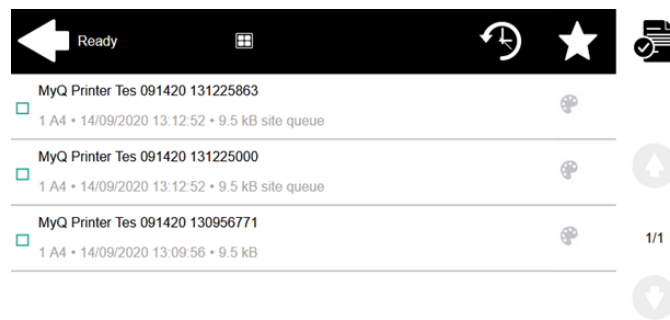 Ready
MyQ Printer Tes 091420 131225863
1 A4 • 14/09/2020 13:12:52 • 9.5 kB site queue
MyQ Printer Tes 091420 131225000
1 A4 • 14/09/2020 13:12:52 • 9.5 kB site queue
MyQ Printer Tes 091420 130956771
1 A4 • 14/09/2020 13:09:56 • 9.5 kB
1/1